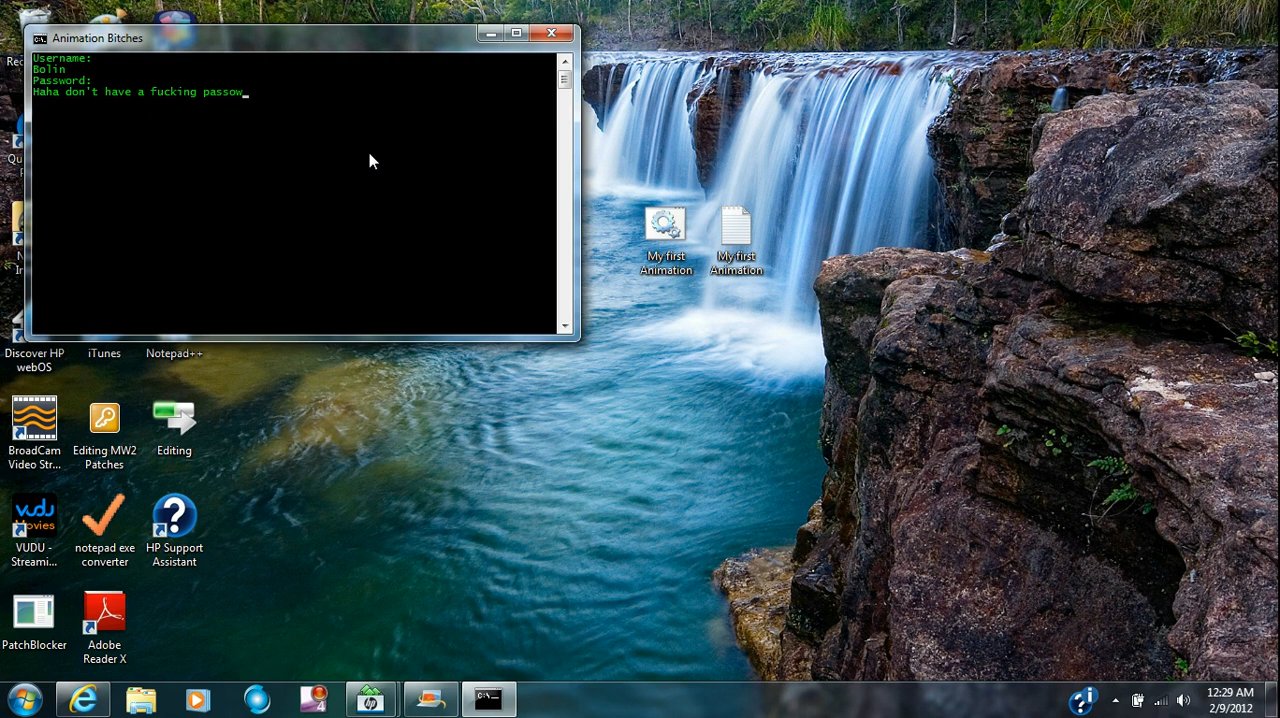 Animation Bitches
Username:
Bolin
Password:
Haha don't have a fucking passow
My first
Animation
My first
Animation
Discover HP
webOS
iTunes
Notepad++
BroadCam
Video Str...
Editing MW2
Patches
Editing
VUDU -
Streami...
notepad exe
converter
HP Support
Assistant
PatchBlocker
Adobe
Reader X
12:29 AM
2/9/2012